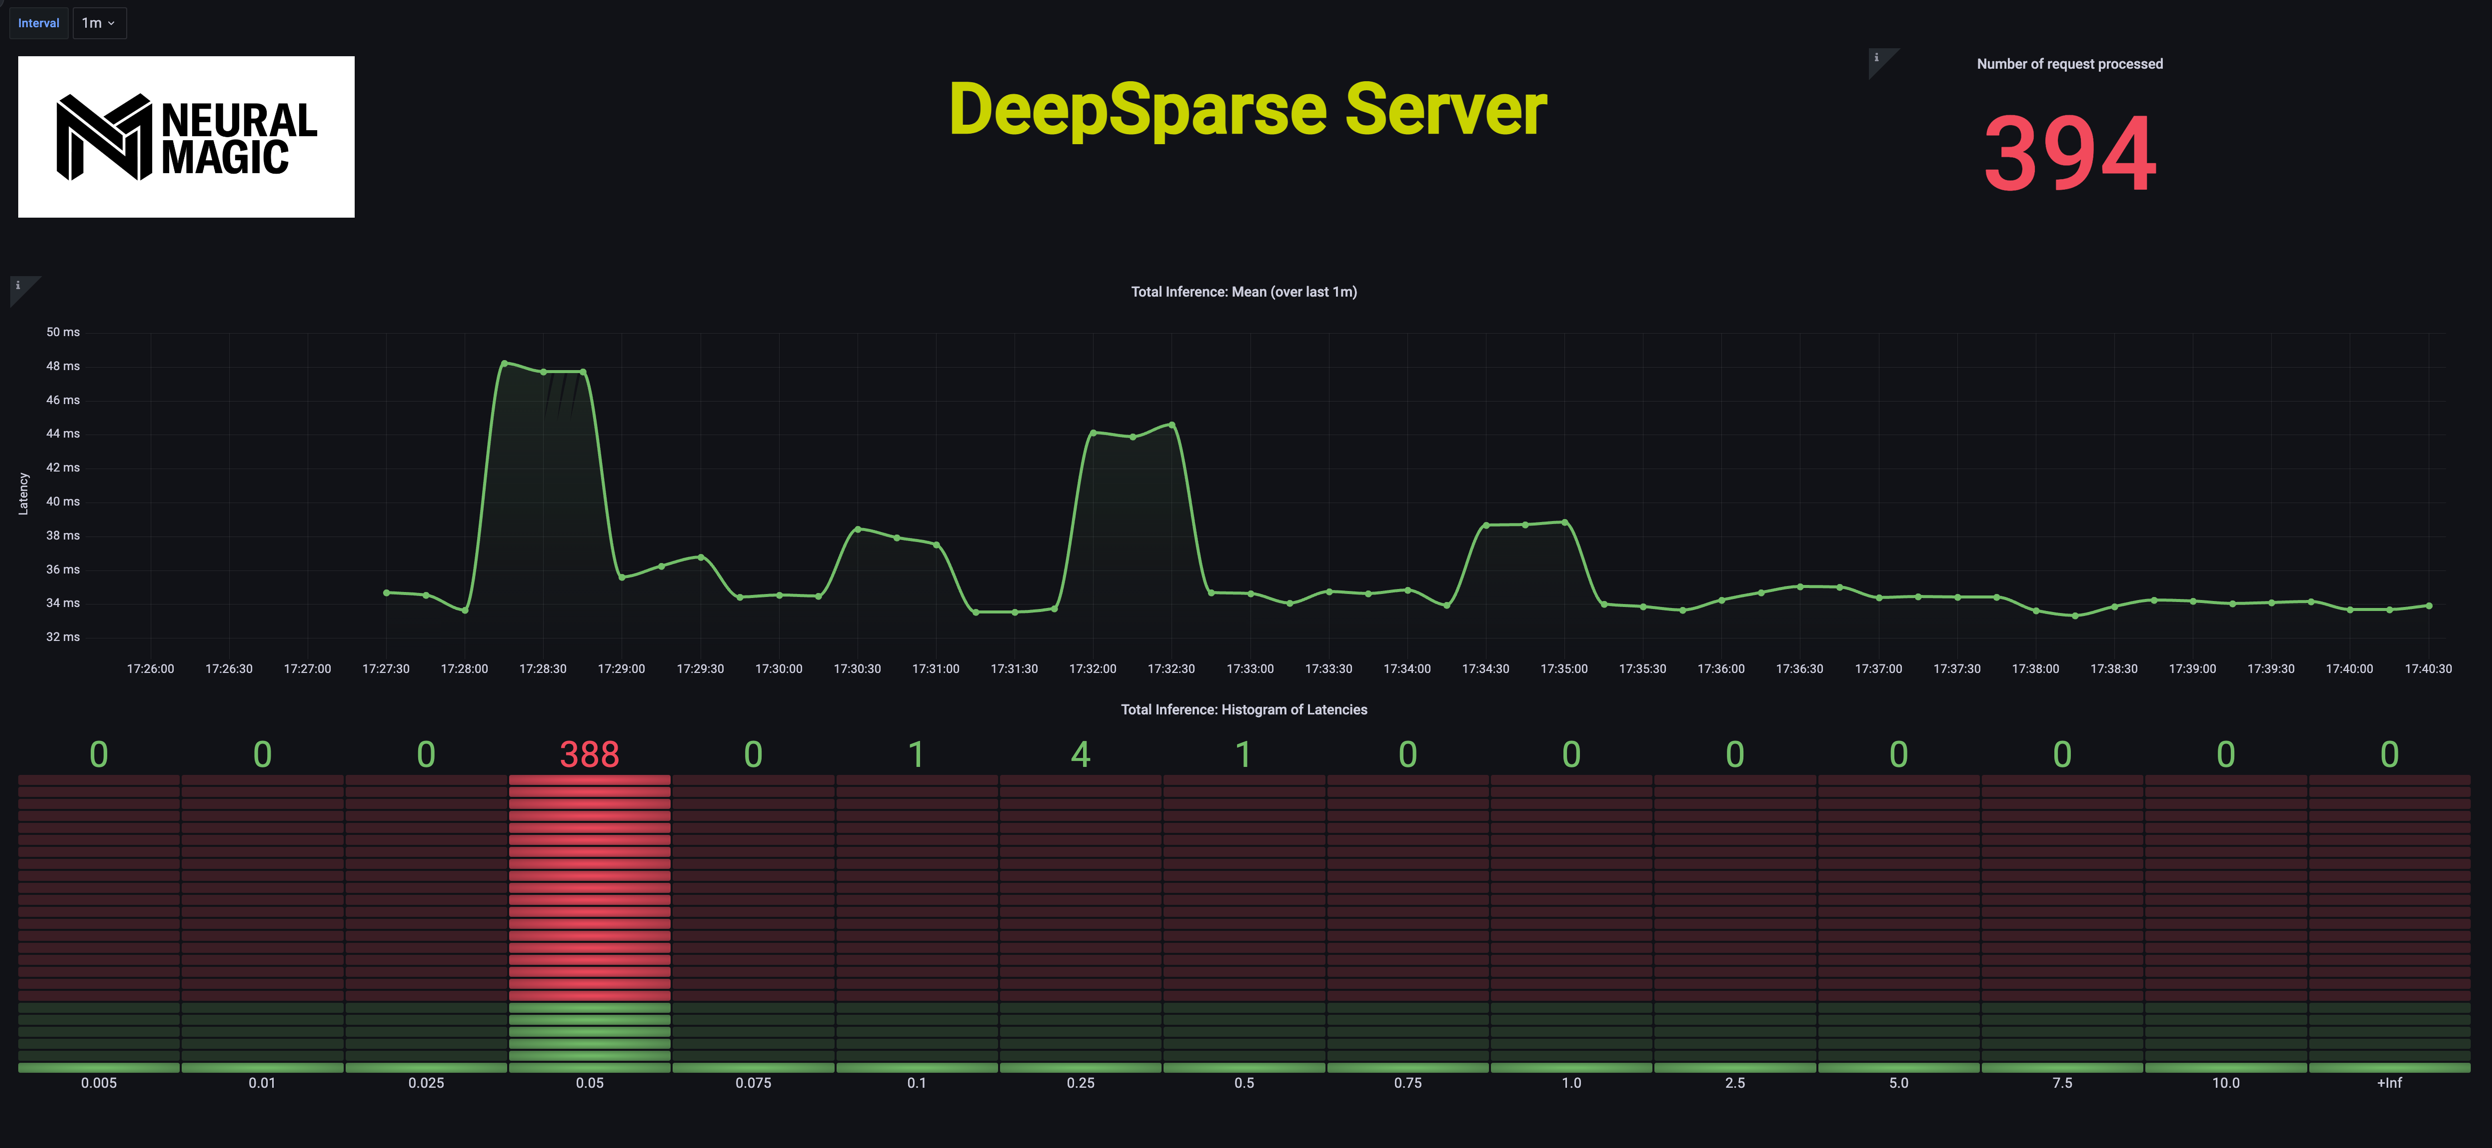 Interval 1m
NEURAL
MAGIC
DeepSparse Server
i
Number of request processed
394
i
Total Inference: Mean (over last 1m)
Latency
50 ms
48 ms
46 ms
44 ms
42 ms
40 ms
38 ms
36 ms
34 ms
32 ms
17:26:00 17:26:30 17:27:00 17:27:30 17:28:00 17:28:30 17:29:00 17:29:30 17:30:00 17:30:30 17:31:00 17:31:30 17:32:00 17:32:30 17:33:00 17:33:30 17:34:00 17:34:30 17:35:00 17:35:30 17:36:00 17:36:30 17:37:00 17:37:30 17:38:00 17:38:30 17:39:00 17:39:30 17:40:00 17:40:30
Total Inference: Histogram of Latencies
0 0 0 388 0 1 4 1 0 0 0 0 0 0 0
0.005 0.01 0.025 0.05 0.075 0.1 0.25 0.5 0.75 1.0 2.5 5.0 7.5 10.0 +Inf